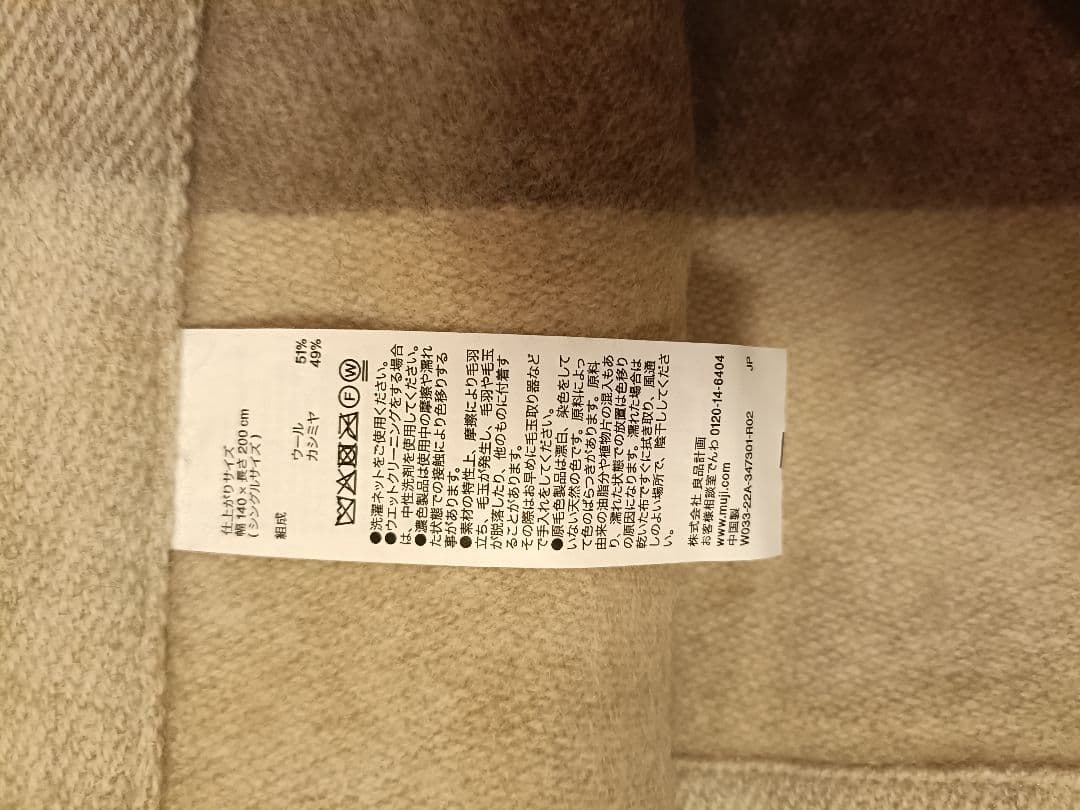 仕上がりサイズ
幅 140 × 長さ 200 cm
( シングルサイズ )
組成
ウール 51%
カシミヤ 49%
F W
●洗濯ネットをご使用ください。
●ウエットクリーニングをする場合
は、中性洗剤を使用してください。
●濃色製品は使用中の摩擦や濡れ
た状態での接触により色移りする
事があります。
●素材の特性上、摩擦により毛羽
立ち、毛玉が発生し、毛羽や毛玉
が脱落したり、他のものに付着す
ることがあります。
その際はお早めに毛玉取り器など
で手入れをしてください。
●原毛色製品は漂白、染色をして
いない天然の色です。原料によっ
て色のばらつきがあります。原料
由来の油脂分や植物片の混入もあ
り、濡れた状態での放置は色移り
の原因になります。濡れた場合は
乾いた布ですぐに拭き取り、風通
しのよい場所で、陰干ししてくださ
い。
株式会社 良品計画
お客様相談室でんわ 0120-14-6404
www.muji.com
中国製
W033-22A-347301-R02 JP